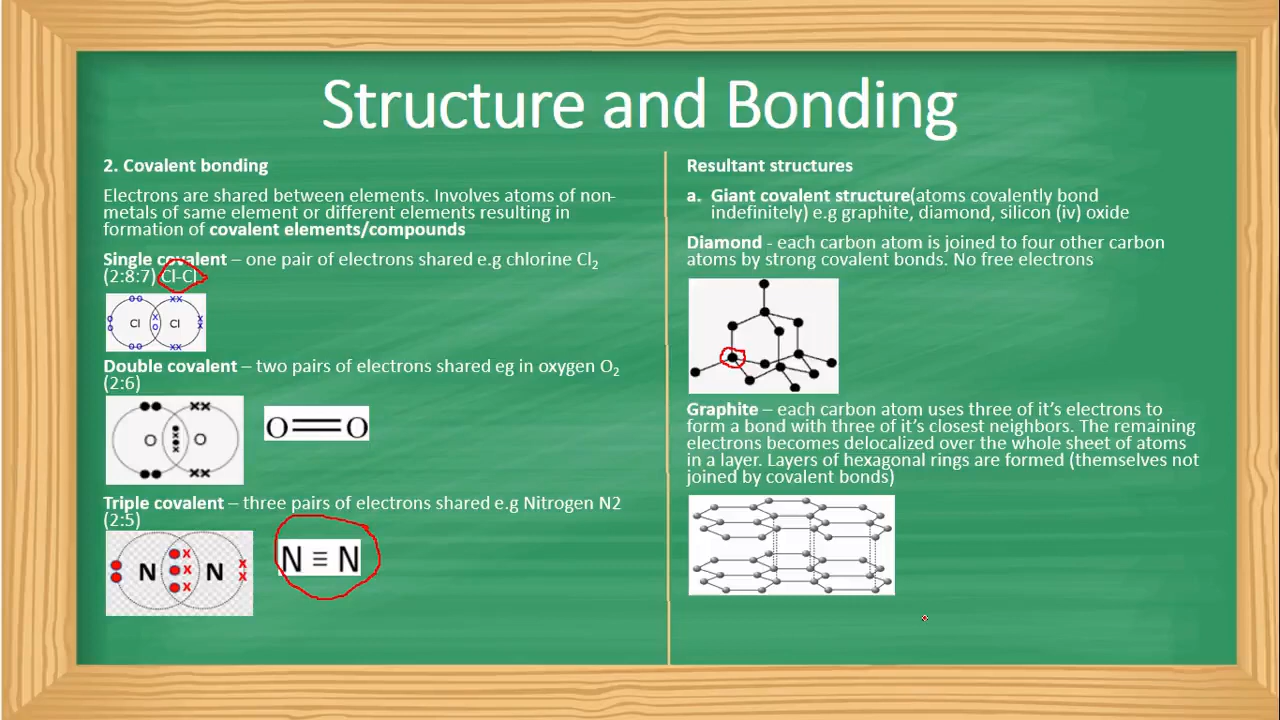 Structure and Bonding
2. Covalent bonding
Electrons are shared between elements. Involves atoms of non-
metals of same element or different elements resulting in
formation of covalent elements/compounds
Single covalent – one pair of electrons shared e.g chlorine Cl₂
(2:8:7) Cl-Cl
oo xx
o o Cl x o Cl x x
oo xx
Double covalent – two pairs of electrons shared eg in oxygen O₂
(2:6)
xx
O x x O
xx
O=O
Triple covalent – three pairs of electrons shared e.g Nitrogen N2
(2:5)
x
N x N x x
x
N ≡ N
Resultant structures
a. Giant covalent structure(atoms covalently bond
indefinitely) e.g graphite, diamond, silicon (iv) oxide
Diamond - each carbon atom is joined to four other carbon
atoms by strong covalent bonds. No free electrons
Graphite – each carbon atom uses three of it’s electrons to
form a bond with three of it’s closest neighbors. The remaining
electrons becomes delocalized over the whole sheet of atoms
in a layer. Layers of hexagonal rings are formed (themselves not
joined by covalent bonds)